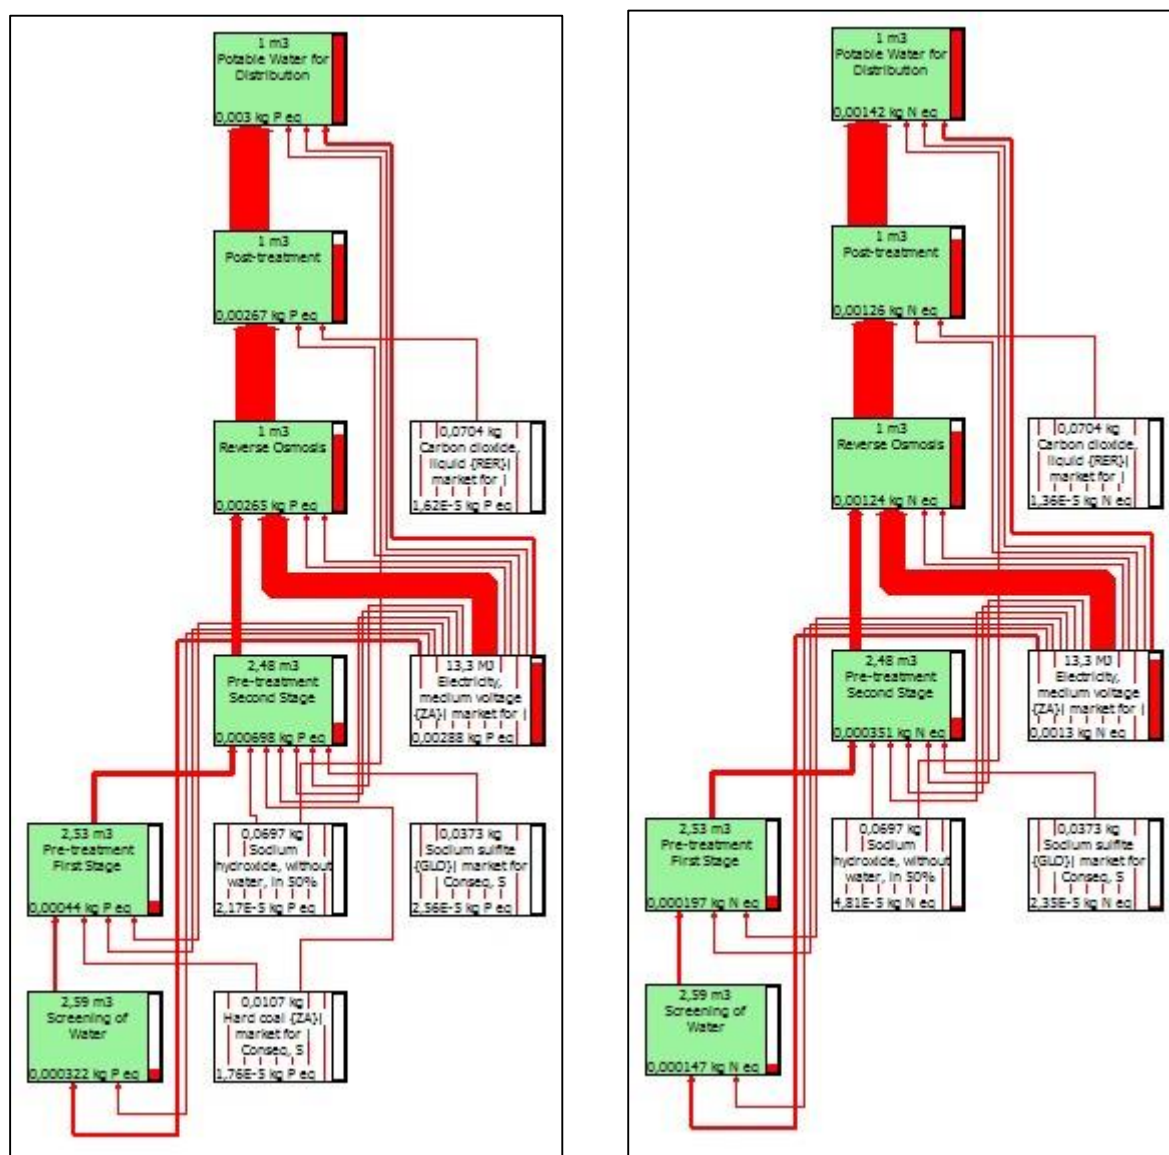 1 m3
Potable Water for
Distribution
0,003 kg P eq
1 m3
Post-treatment
0,00267 kg P eq
1 m3
Reverse Osmosis
0,00265 kg P eq
0,0704 kg
Carbon dioxide,
liquid {RER}|
market for |
1,62E-5 kg P eq
2,48 m3
Pre-treatment
Second Stage
0,000698 kg P eq
13,3 MJ
Electricity,
medium voltage
{ZA}| market for |
0,00288 kg P eq
2,53 m3
Pre-treatment
First Stage
0,00044 kg P eq
0,0697 kg
Sodium
hydroxide, without
water, in 50%
2,17E-5 kg P eq
0,0373 kg
Sodium sulfite
{GLO}| market for |
Conseq, S
2,56E-5 kg P eq
2,59 m3
Screening of
Water
0,000322 kg P eq
0,0107 kg
Hard coal {ZA}|
market for |
Conseq, S
1,76E-5 kg P eq
1 m3
Potable Water for
Distribution
0,00142 kg N eq
1 m3
Post-treatment
0,00126 kg N eq
1 m3
Reverse Osmosis
0,00124 kg N eq
0,0704 kg
Carbon dioxide,
liquid {RER}|
market for |
1,36E-5 kg N eq
2,48 m3
Pre-treatment
Second Stage
0,000351 kg N eq
13,3 MJ
Electricity,
medium voltage
{ZA}| market for |
0,0013 kg N eq
2,53 m3
Pre-treatment
First Stage
0,000197 kg N eq
0,0697 kg
Sodium
hydroxide, without
water, in 50%
4,81E-5 kg N eq
0,0373 kg
Sodium sulfite
{GLO}| market for |
Conseq, S
2,35E-5 kg N eq
2,59 m3
Screening of
Water
0,000147 kg N eq